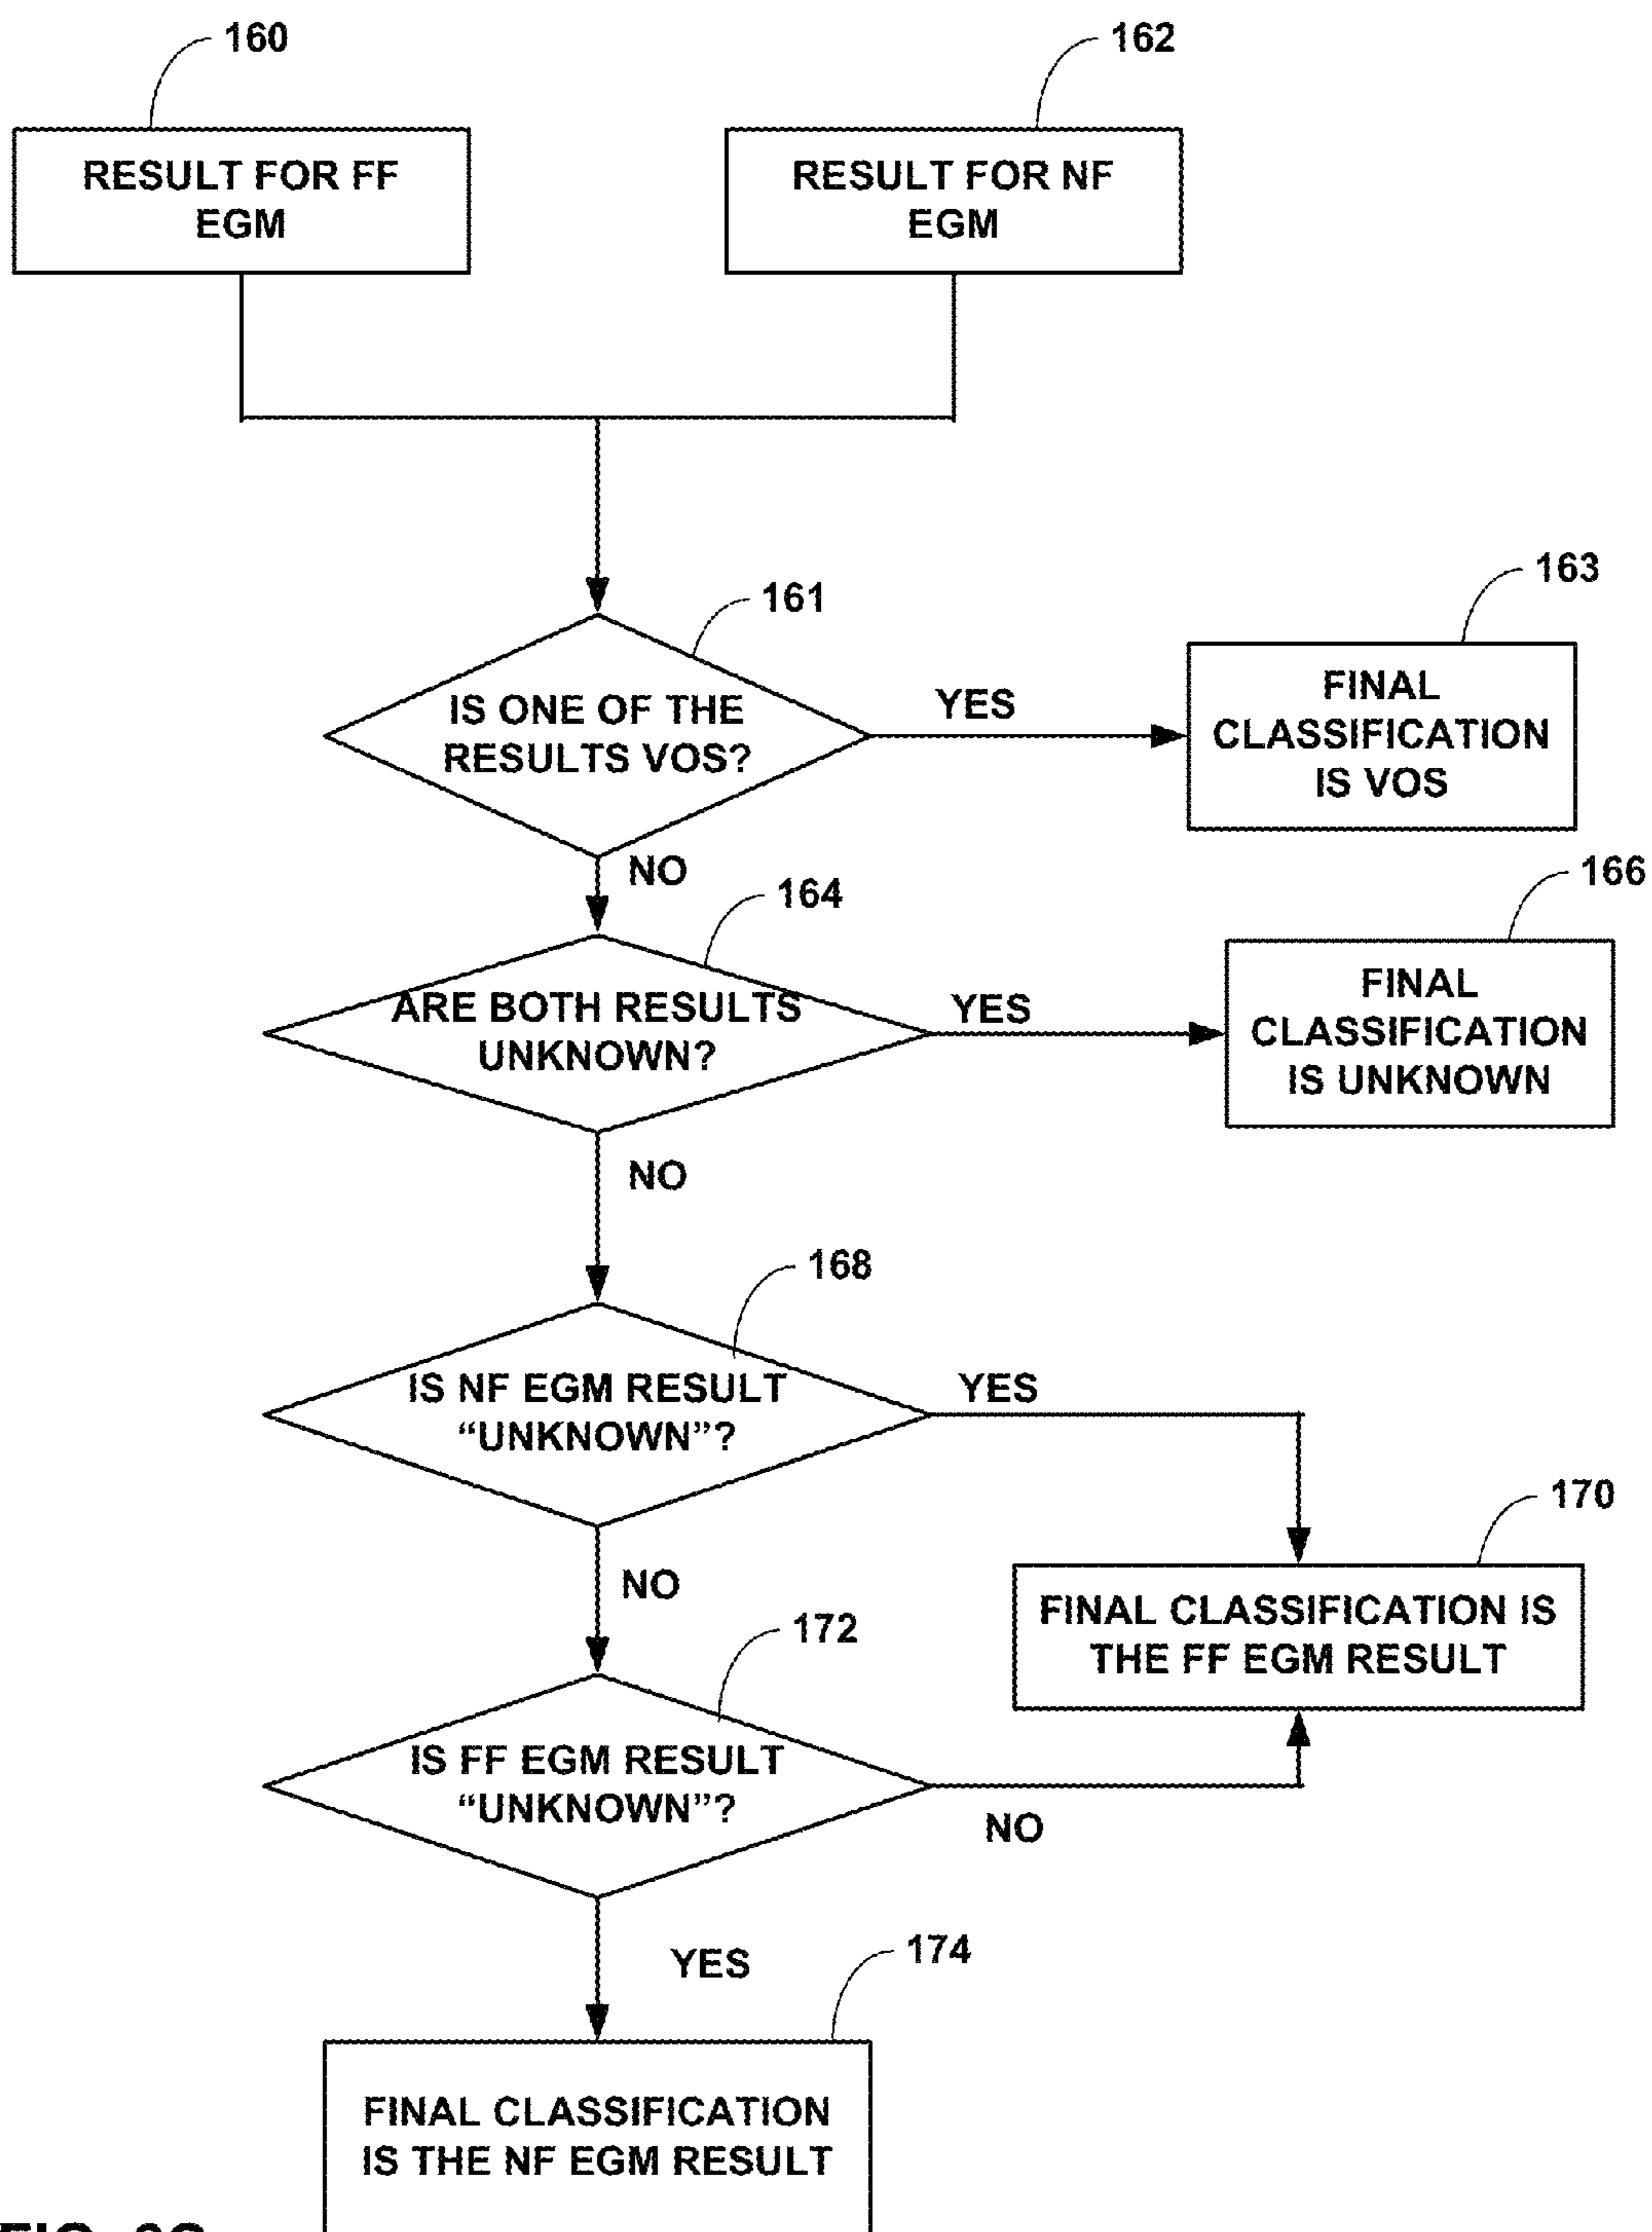 160
162
RESULT FOR FF
EGM
RESULT FOR NF
EGM
161
163
IS ONE OF THE
RESULTS VOS?
YES
FINAL
CLASSIFICATION
IS VOS
NO
164
166
ARE BOTH RESULTS
UNKNOWN?
YES
FINAL
CLASSIFICATION
IS UNKNOWN
NO
168
IS NF EGM RESULT
“UNKNOWN”?
YES
170
NO
FINAL CLASSIFICATION IS
THE FF EGM RESULT
172
IS FF EGM RESULT
“UNKNOWN”?
NO
YES
174
FINAL CLASSIFICATION
IS THE NF EGM RESULT